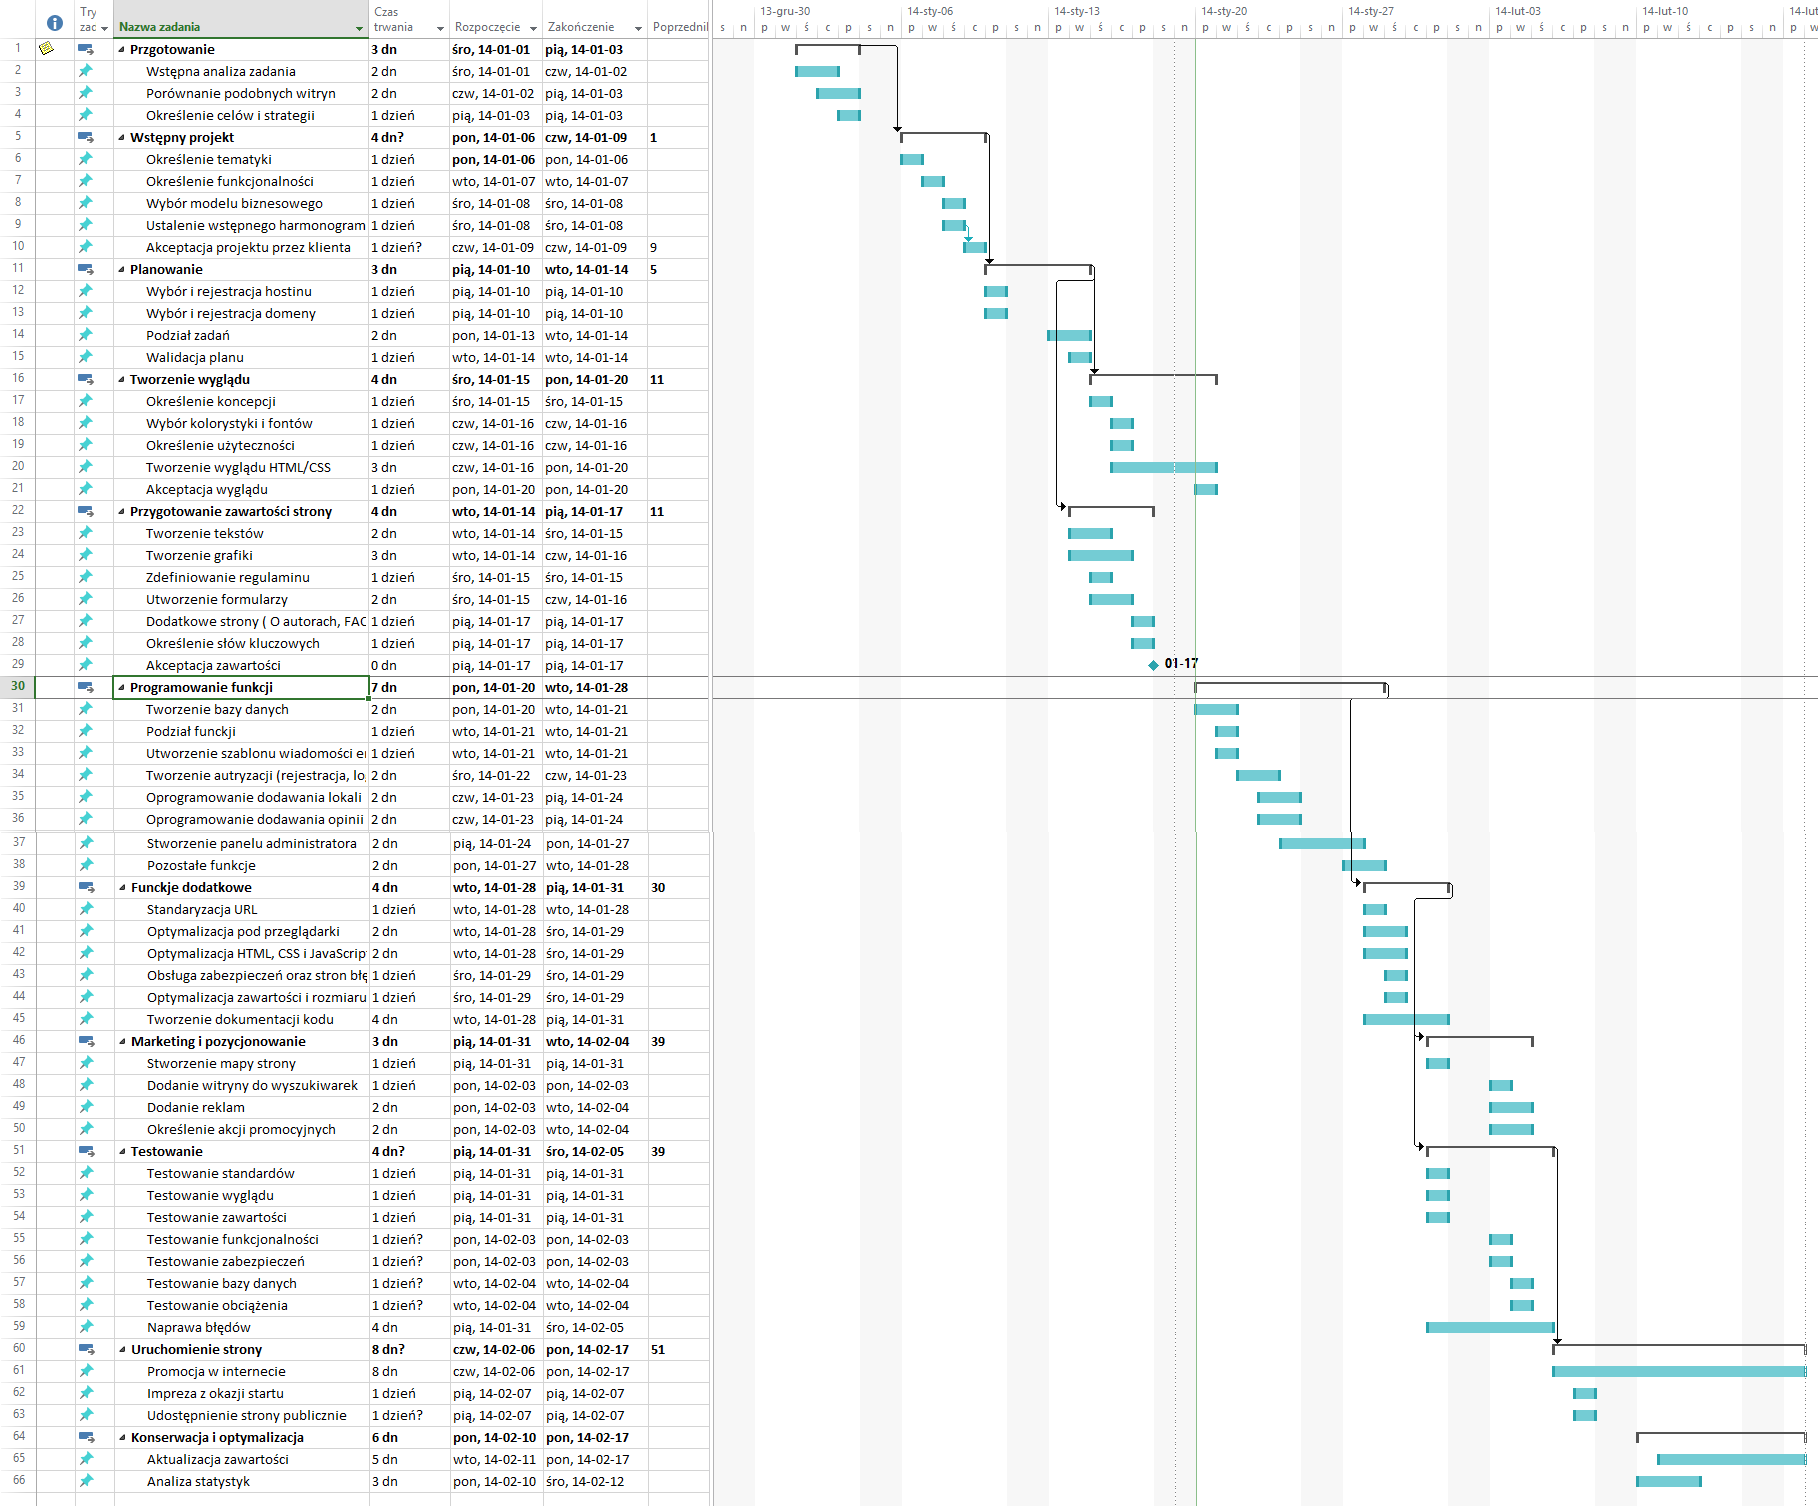 Try
zac
Nazwa zadania
Czas
trwania
Rozpoczęcie
Zakończenie
Poprzednik
13-gru-30
14-sty-06
14-sty-13
14-sty-20
14-sty-27
14-lut-03
14-lut-10
14-lut
s n p w ś c p s n p w ś c p s n p w ś c p s n p w ś c p s n p w ś c p s n p w ś c p s n p w ś c p s n p w
1 Przgotowanie 3 dn śro, 14-01-01 pią, 14-01-03
2 Wstępna analiza zadania 2 dn śro, 14-01-01 czw, 14-01-02
3 Porównanie podobnych witryn 2 dn czw, 14-01-02 pią, 14-01-03
4 Określenie celów i strategii 1 dzień pią, 14-01-03 pią, 14-01-03
5 Wstępny projekt 4 dn? pon, 14-01-06 czw, 14-01-09 1
6 Określenie tematyki 1 dzień pon, 14-01-06 pon, 14-01-06
7 Określenie funkcjonalności 1 dzień wto, 14-01-07 wto, 14-01-07
8 Wybór modelu biznesowego 1 dzień śro, 14-01-08 śro, 14-01-08
9 Ustalenie wstępnego harmonogram 1 dzień śro, 14-01-08 śro, 14-01-08
10 Akceptacja projektu przez klienta 1 dzień? czw, 14-01-09 czw, 14-01-09 9
11 Planowanie 3 dn pią, 14-01-10 wto, 14-01-14 5
12 Wybór i rejestracja hostinu 1 dzień pią, 14-01-10 pią, 14-01-10
13 Wybór i rejestracja domeny 1 dzień pią, 14-01-10 pią, 14-01-10
14 Podział zadań 2 dn pon, 14-01-13 wto, 14-01-14
15 Walidacja planu 1 dzień wto, 14-01-14 wto, 14-01-14
16 Tworzenie wyglądu 4 dn śro, 14-01-15 pon, 14-01-20 11
17 Określenie koncepcji 1 dzień śro, 14-01-15 śro, 14-01-15
18 Wybór kolorystyki i fontów 1 dzień czw, 14-01-16 czw, 14-01-16
19 Określenie użyteczności 1 dzień czw, 14-01-16 czw, 14-01-16
20 Tworzenie wyglądu HTML/CSS 3 dn czw, 14-01-16 pon, 14-01-20
21 Akceptacja wyglądu 1 dzień pon, 14-01-20 pon, 14-01-20
22 Przygotowanie zawartości strony 4 dn wto, 14-01-14 pią, 14-01-17 11
23 Tworzenie tekstów 2 dn wto, 14-01-14 śro, 14-01-15
24 Tworzenie grafiki 3 dn wto, 14-01-14 czw, 14-01-16
25 Zdefiniowanie regulaminu 1 dzień śro, 14-01-15 śro, 14-01-15
26 Utworzenie formularzy 2 dn śro, 14-01-15 czw, 14-01-16
27 Dodatkowe strony ( O autorach, FAC 1 dzień pią, 14-01-17 pią, 14-01-17
28 Określenie słów kluczowych 1 dzień pią, 14-01-17 pią, 14-01-17
29 Akceptacja zawartości 0 dn pią, 14-01-17 pią, 14-01-17 01-17
30 Programowanie funkcji 7 dn pon, 14-01-20 wto, 14-01-28
31 Tworzenie bazy danych 2 dn pon, 14-01-20 wto, 14-01-21
32 Podział funckji 1 dzień wto, 14-01-21 wto, 14-01-21
33 Utworzenie szablonu wiadomości e 1 dzień wto, 14-01-21 wto, 14-01-21
34 Tworzenie autryzacji (rejestracja, lo 2 dn śro, 14-01-22 czw, 14-01-23
35 Oprogramowanie dodawania lokali 2 dn czw, 14-01-23 pią, 14-01-24
36 Oprogramowanie dodawania opinii 2 dn czw, 14-01-23 pią, 14-01-24
37 Stworzenie panelu administratora 2 dn pią, 14-01-24 pon, 14-01-27
38 Pozostałe funkcje 2 dn pon, 14-01-27 wto, 14-01-28
39 Funckje dodatkowe 4 dn wto, 14-01-28 pią, 14-01-31 30
40 Standaryzacja URL 1 dzień wto, 14-01-28 wto, 14-01-28
41 Optymalizacja pod przeglądarki 2 dn wto, 14-01-28 śro, 14-01-29
42 Optymalizacja HTML, CSS i JavaScrip 2 dn wto, 14-01-28 śro, 14-01-29
43 Obsługa zabezpieczeń oraz stron błę 1 dzień śro, 14-01-29 śro, 14-01-29
44 Optymalizacja zawartości i rozmiaru 1 dzień śro, 14-01-29 śro, 14-01-29
45 Tworzenie dokumentacji kodu 4 dn wto, 14-01-28 pią, 14-01-31
46 Marketing i pozycjonowanie 3 dn pią, 14-01-31 wto, 14-02-04 39
47 Stworzenie mapy strony 1 dzień pią, 14-01-31 pią, 14-01-31
48 Dodanie witryny do wyszukiwarek 1 dzień pon, 14-02-03 pon, 14-02-03
49 Dodanie reklam 2 dn pon, 14-02-03 wto, 14-02-04
50 Określenie akcji promocyjnych 2 dn pon, 14-02-03 wto, 14-02-04
51 Testowanie 4 dn? pią, 14-01-31 śro, 14-02-05 39
52 Testowanie standardów 1 dzień pią, 14-01-31 pią, 14-01-31
53 Testowanie wyglądu 1 dzień pią, 14-01-31 pią, 14-01-31
54 Testowanie zawartości 1 dzień pią, 14-01-31 pią, 14-01-31
55 Testowanie funkcjonalności 1 dzień? pon, 14-02-03 pon, 14-02-03
56 Testowanie zabezpieczeń 1 dzień? pon, 14-02-03 pon, 14-02-03
57 Testowanie bazy danych 1 dzień? wto, 14-02-04 wto, 14-02-04
58 Testowanie obciążenia 1 dzień? wto, 14-02-04 wto, 14-02-04
59 Naprawa błędów 4 dn pią, 14-01-31 śro, 14-02-05
60 Uruchomienie strony 8 dn? czw, 14-02-06 pon, 14-02-17 51
61 Promocja w internecie 8 dn czw, 14-02-06 pon, 14-02-17
62 Impreza z okazji startu 1 dzień pią, 14-02-07 pią, 14-02-07
63 Udostępnienie strony publicznie 1 dzień? pią, 14-02-07 pią, 14-02-07
64 Konserwacja i optymalizacja 6 dn pon, 14-02-10 pon, 14-02-17
65 Aktualizacja zawartości 5 dn wto, 14-02-11 pon, 14-02-17
66 Analiza statystyk 3 dn pon, 14-02-10 śro, 14-02-12